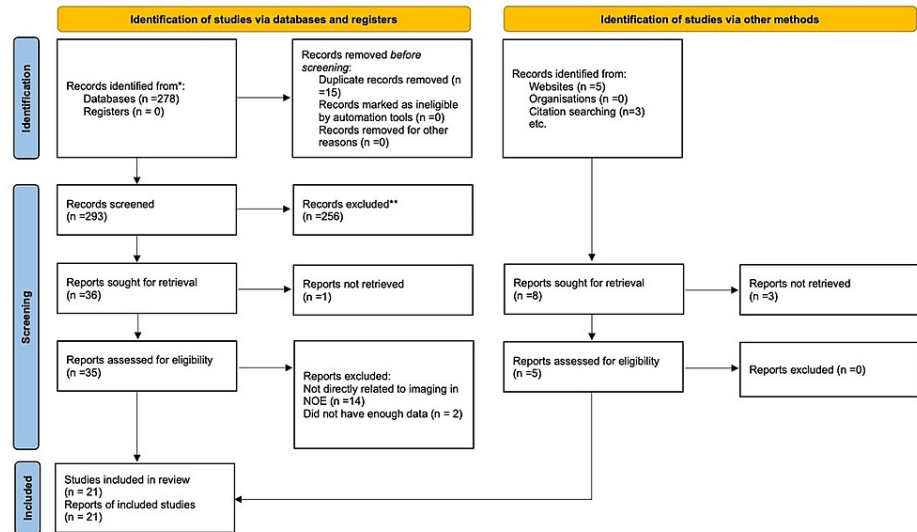 Identification of studies via databases and registers
Identification of studies via other methods
Identification
Records identified from*:
Databases (n =278)
Registers (n = 0)
Records removed before
screening:
Duplicate records removed (n
=15)
Records marked as ineligible
by automation tools (n =0)
Records removed for other
reasons (n =0)
Records identified from:
Websites (n =5)
Organisations (n =0)
Citation searching (n=3)
etc.
Screening
Records screened
(n =293)
Records excluded**
(n =256)
Reports sought for retrieval
(n =36)
Reports not retrieved
(n =1)
Reports sought for retrieval
(n =8)
Reports not retrieved
(n =3)
Reports assessed for eligibility
(n =35)
Reports excluded:
Not directly related to imaging in
NOE (n =14)
Did not have enough data (n = 2)
Reports assessed for eligibility
(n =5)
Reports excluded (n =0)
Included
Studies included in review
(n = 21)
Reports of included studies
(n = 21)